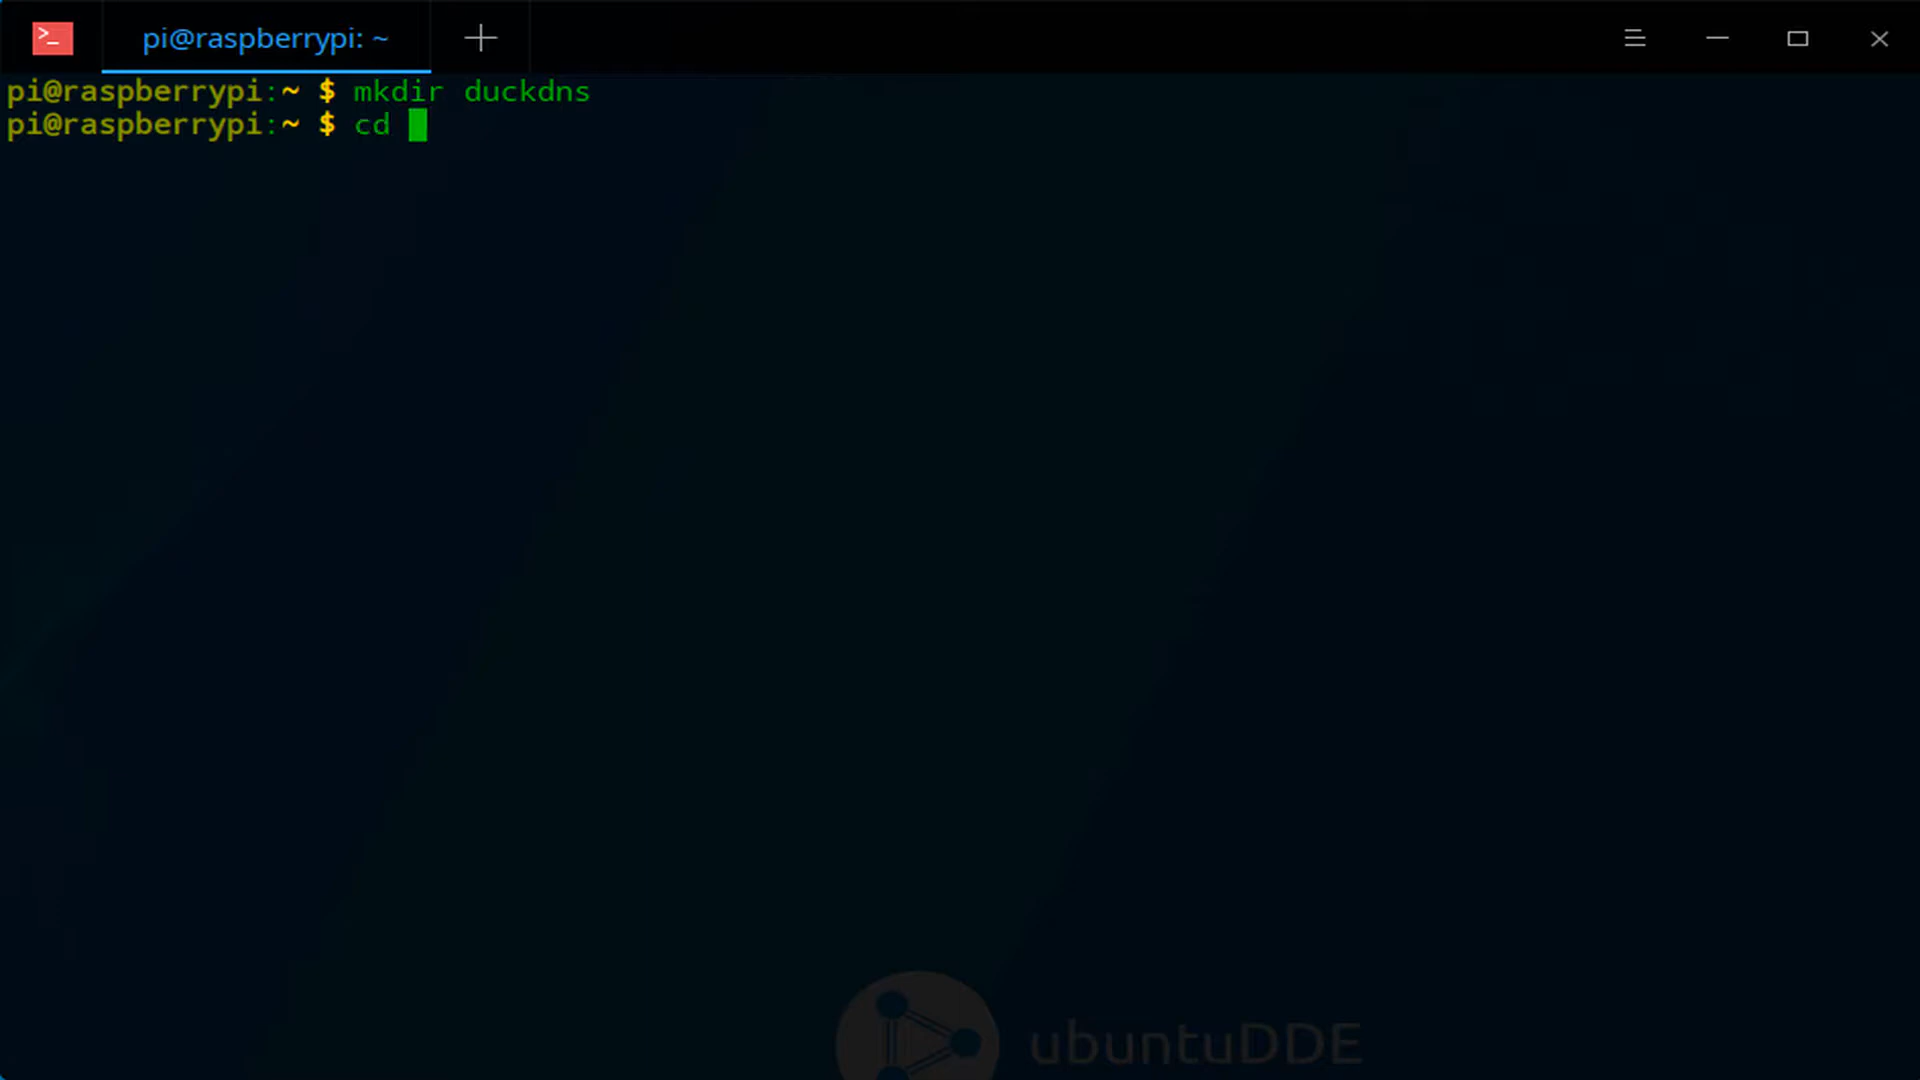 >_ pi@raspberrypi: ~
pi@raspberrypi:~ $ mkdir duckdns
pi@raspberrypi:~ $ cd
ubuntuDDE